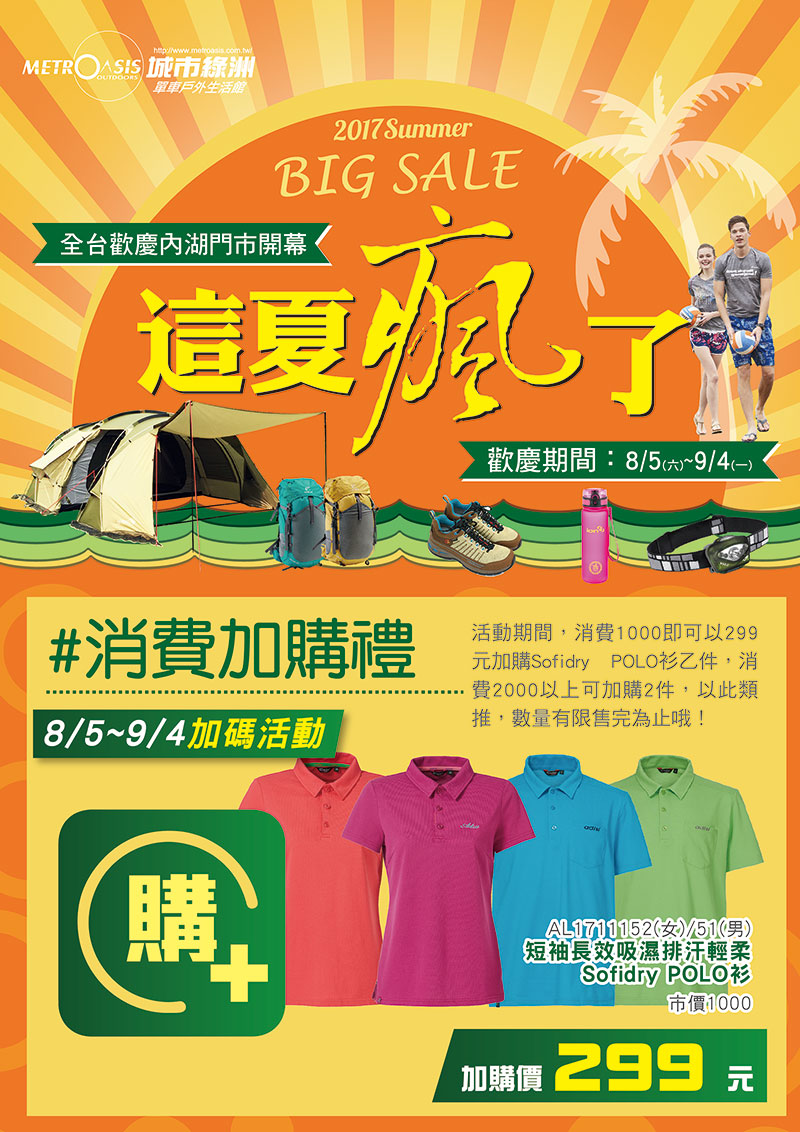 http://www.metroasis.com.tw/
METROASIS
OUTDOORS
城市綠洲
單車戶外生活館
2017 Summer
BIG SALE
全台歡慶內湖門市開幕
這夏瘋了
歡慶期間：8/5(六)~9/4(一)
#消費加購禮
活動期間，消費1000即可以299
元加購Sofidry POLO衫乙件，消
費2000以上可加購2件，以此類
推，數量有限售完為止哦！
8/5~9/4加碼活動
購+
AL1711152(女)/51(男)
短袖長效吸濕排汗輕柔
Sofidry POLO衫
市價1000
加購價 299 元